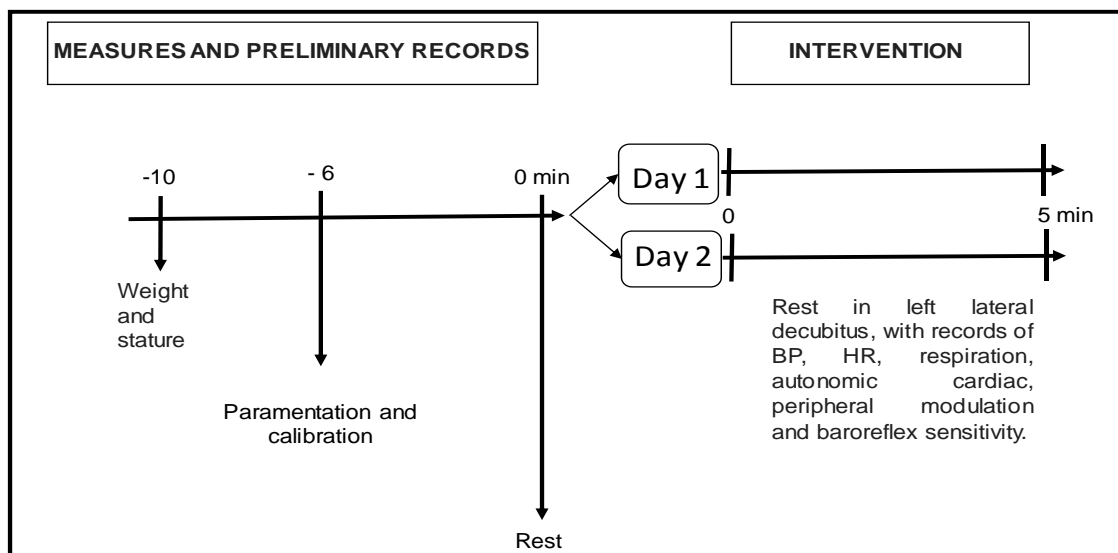 MEASURES AND PRELIMINARY RECORDS
INTERVENTION
-10
- 6
0 min
Day 1
0
5 min
Day 2
Weight
and
stature
Paramentation and
calibration
Rest
Rest in left lateral
decubitus, with records of
BP, HR, respiration,
autonomic cardiac,
peripheral modulation
and baroreflex sensitivity.